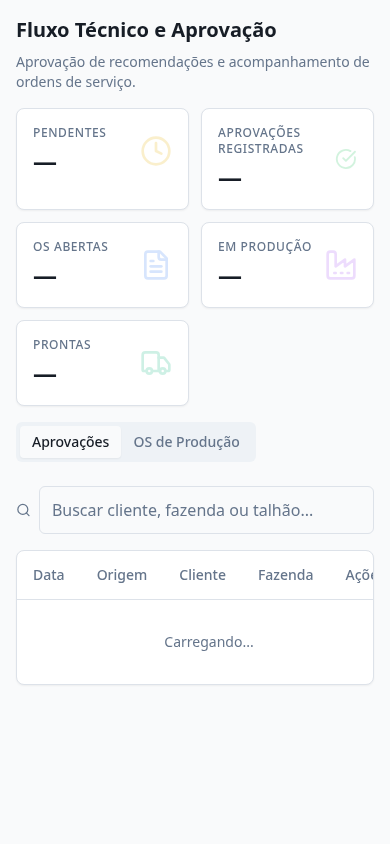 Fluxo Técnico e Aprovação
Aprovação de recomendações e acompanhamento de
ordens de serviço.
PENDENTES
—
APROVAÇÕES
REGISTRADAS
—
OS ABERTAS
—
EM PRODUÇÃO
—
PRONTAS
—
Aprovações
OS de Produção
Buscar cliente, fazenda ou talhão...
Data Origem Cliente Fazenda Açõe
Carregando...